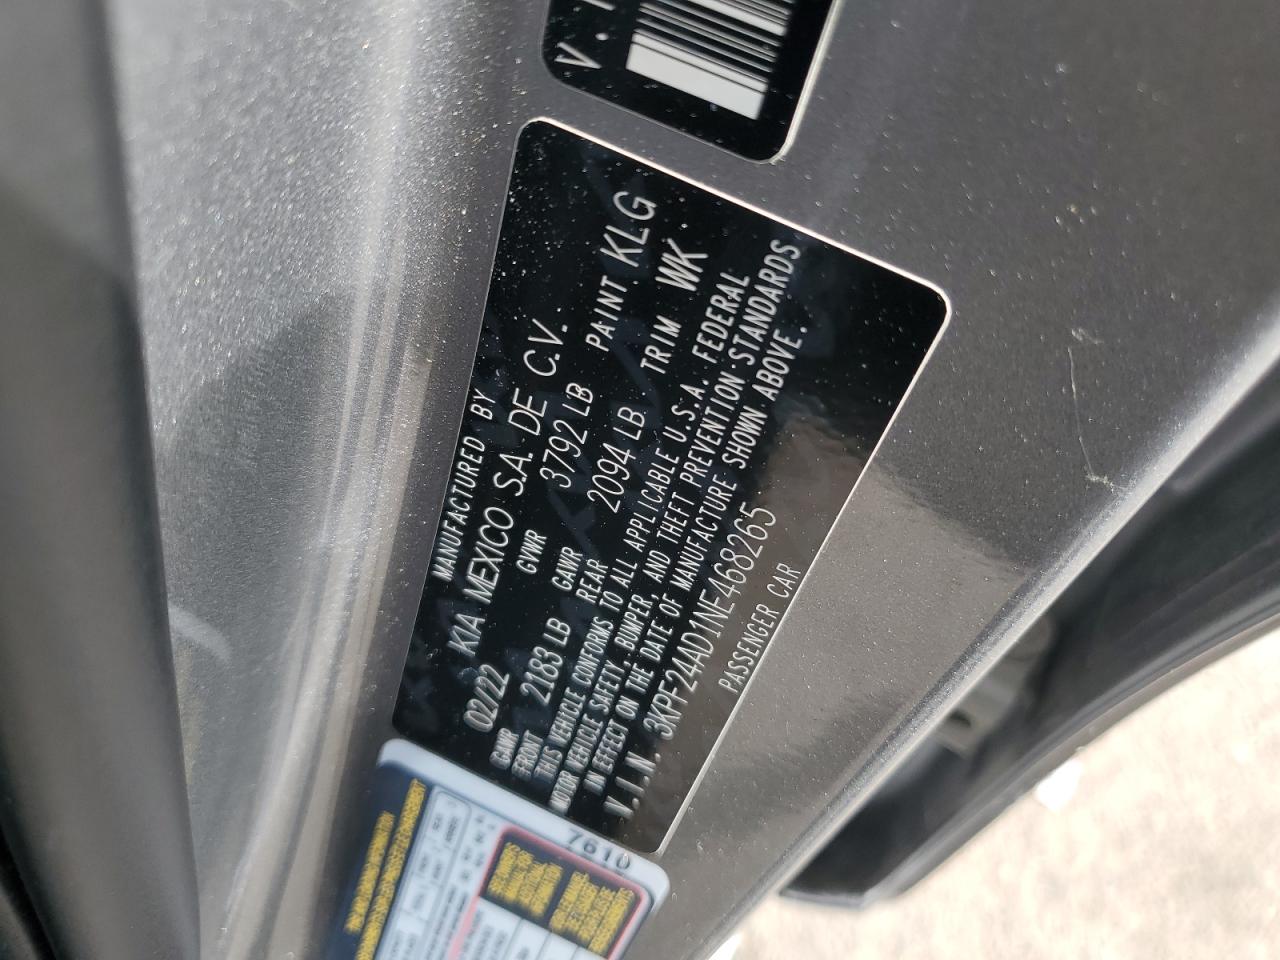 V.
MANUFACTURED BY
02/22 KIA MEXICO S.A. DE C.V.
GVWR 3792 LB PAINT KLG
GAWR FRONT 2183 LB GAWR REAR 2094 LB TRIM WK
THIS VEHICLE CONFORMS TO ALL APPLICABLE U.S.A. FEDERAL
MOTOR VEHICLE SAFETY, BUMPER, AND THEFT PREVENTION STANDARDS
IN EFFECT ON THE DATE OF MANUFACTURE SHOWN ABOVE.
V.I.N. 3KPF24AD1NE468265
PASSENGER CAR
7610